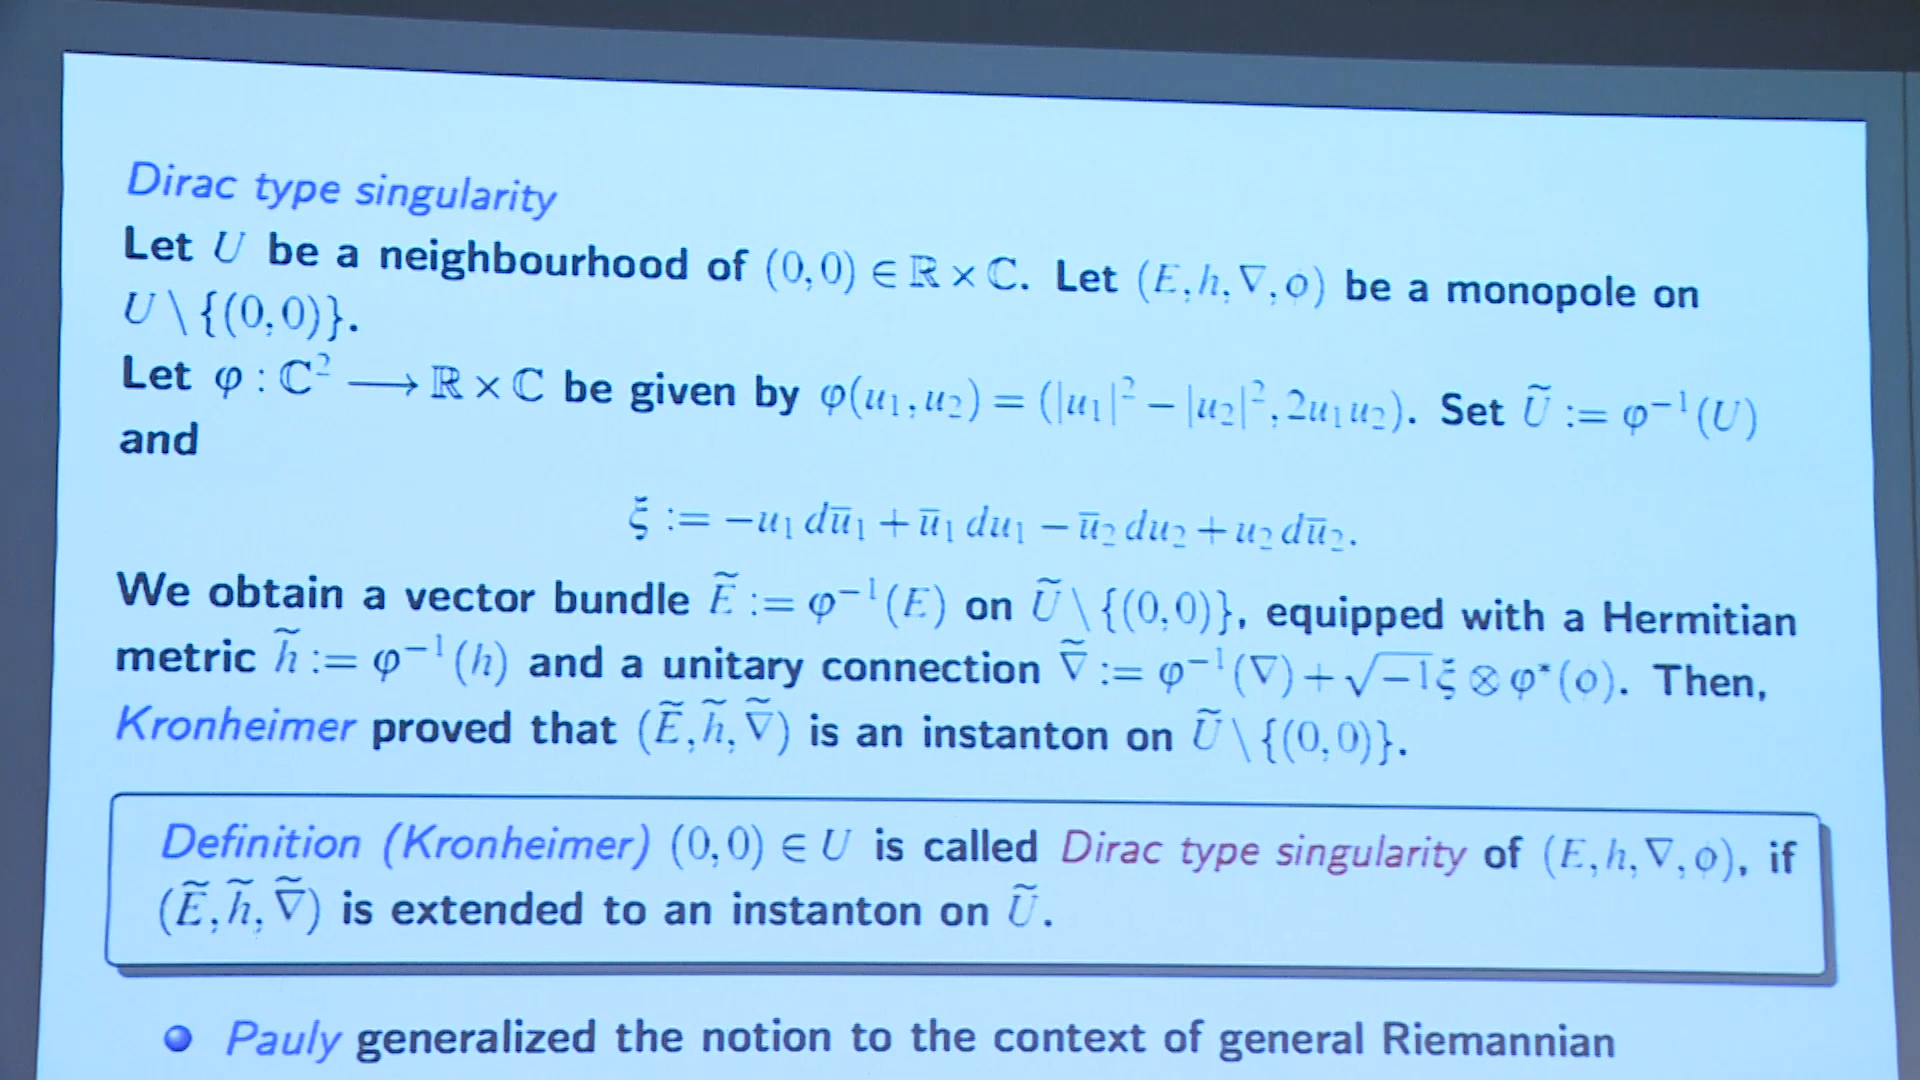 Dirac type singularity
Let U be a neighbourhood of (0,0) ∈ ℝ × ℂ. Let (E,h,∇,ϕ) be a monopole on
U \ {(0,0)}.
Let φ : ℂ² ⟶ ℝ × ℂ be given by φ(u₁,u₂) = (|u₁|² − |u₂|², 2u₁u₂). Set Ũ := φ⁻¹(U)
and
ξ := −u₁ dū₁ + ū₁ du₁ − ū₂ du₂ + u₂ dū₂.
We obtain a vector bundle Ẽ := φ⁻¹(E) on Ũ \ {(0,0)}, equipped with a Hermitian
metric h̃ := φ⁻¹(h) and a unitary connection ∇̃ := φ⁻¹(∇) + √−1ξ ⊗ φ*(ϕ). Then,
Kronheimer proved that (Ẽ,h̃,∇̃) is an instanton on Ũ \ {(0,0)}.
Definition (Kronheimer) (0,0) ∈ U is called Dirac type singularity of (E,h,∇,ϕ), if
(Ẽ,h̃,∇̃) is extended to an instanton on Ũ.
Pauly generalized the notion to the context of general Riemannian